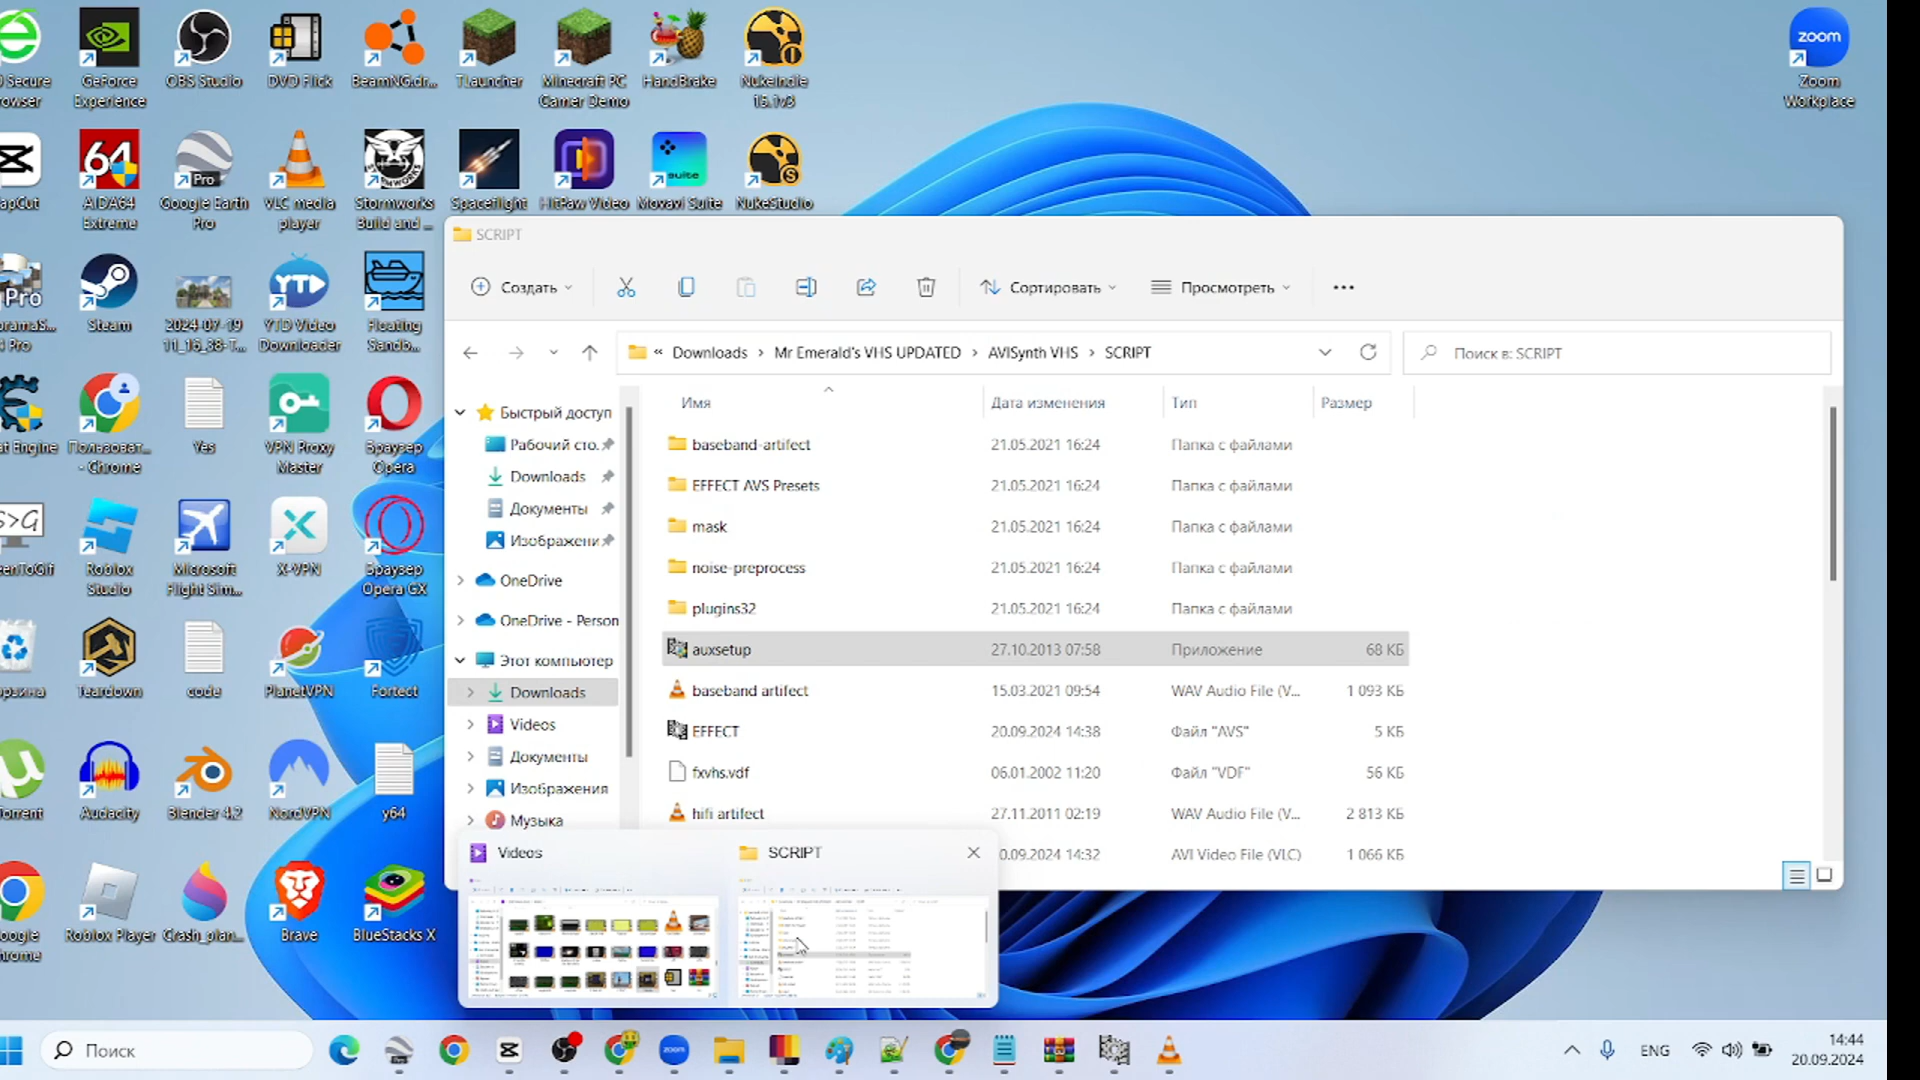 GeForce
Experience
OBS Studio
DVD Flick
BeamNG.dr...
TLauncher
Minecraft PC
Gamer Demo
HandBrake
NukeIndie
15.1v3
zoom
Zoom
Workplace
64
AIDA64
Extreme
Pro
Google Earth
Pro
VLC media
player
Stormworks
Build and ...
Spaceflight
HitPaw Video
suite
Movavi Suite
NukeStudio
Steam
2024-07-19
11_16_38-T...
YTD
YTD Video
Downloader
Floating
Sandb...
Пользоват...
- Chrome
Yes
VPN Proxy
Master
Браузер
Opera
Roblox
Studio
Microsoft
Flight Sim...
X-VPN
Браузер
Opera GX
Teardown
code
PlanetVPN
Fortect
Audacity
Blender 4.2
NordVPN
y64
Roblox Player
Crash_plan...
Brave
BlueStacks X
SCRIPT
Создать
Сортировать
Просмотреть
•••
« Downloads › Mr Emerald's VHS UPDATED › AVISynth VHS › SCRIPT
Поиск в: SCRIPT
Имя
Дата изменения
Тип
Размер
Быстрый доступ
Рабочий сто.
Downloads
Документы
Изображени
OneDrive
OneDrive - Person
Этот компьютер
Downloads
Videos
Документы
Изображения
Музыка
baseband-artifect 21.05.2021 16:24 Папка с файлами
EFFECT AVS Presets 21.05.2021 16:24 Папка с файлами
mask 21.05.2021 16:24 Папка с файлами
noise-preprocess 21.05.2021 16:24 Папка с файлами
plugins32 21.05.2021 16:24 Папка с файлами
auxsetup 27.10.2013 07:58 Приложение 68 КБ
baseband artifect 15.03.2021 09:54 WAV Audio File (V... 1 093 КБ
EFFECT 20.09.2024 14:38 Файл "AVS" 5 КБ
fxvhs.vdf 06.01.2002 11:20 Файл "VDF" 56 КБ
hifi artifect 27.11.2011 02:19 WAV Audio File (V... 2 813 КБ
0.09.2024 14:32 AVI Video File (VLC) 1 066 КБ
Videos
SCRIPT
Поиск
zoom
ENG
14:44
20.09.2024